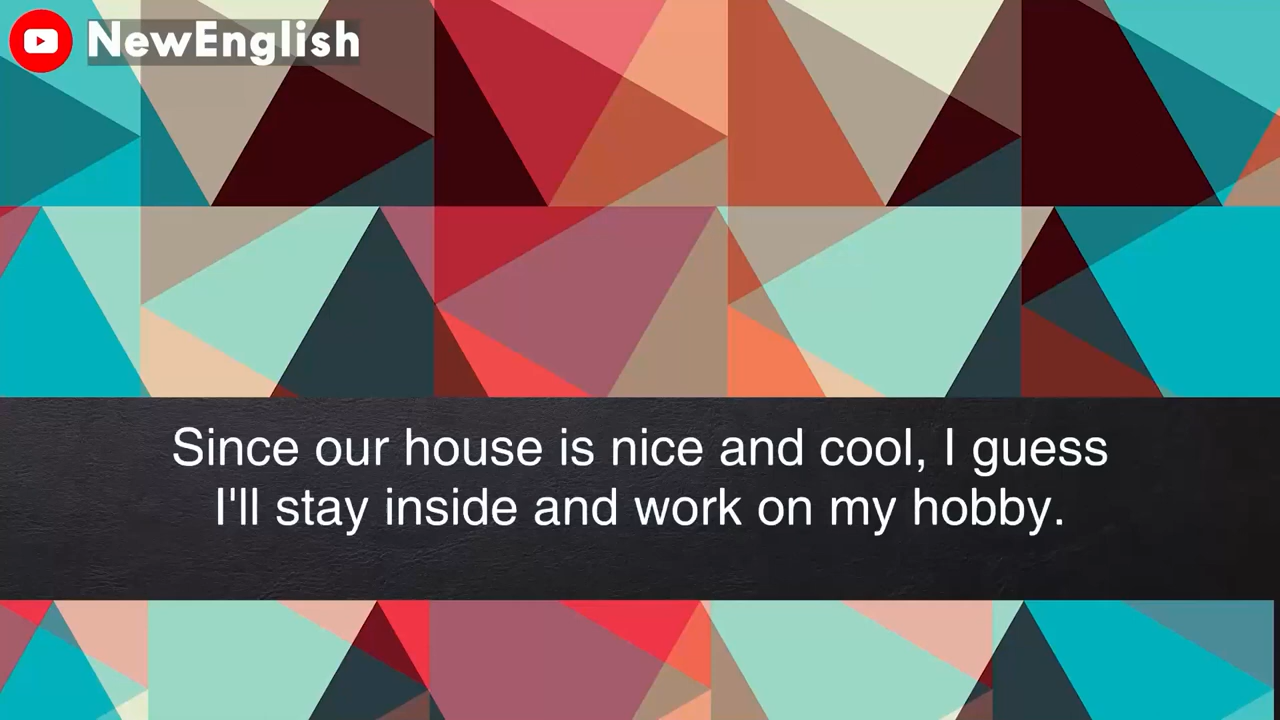 NewEnglish
Since our house is nice and cool, I guess
I'll stay inside and work on my hobby.